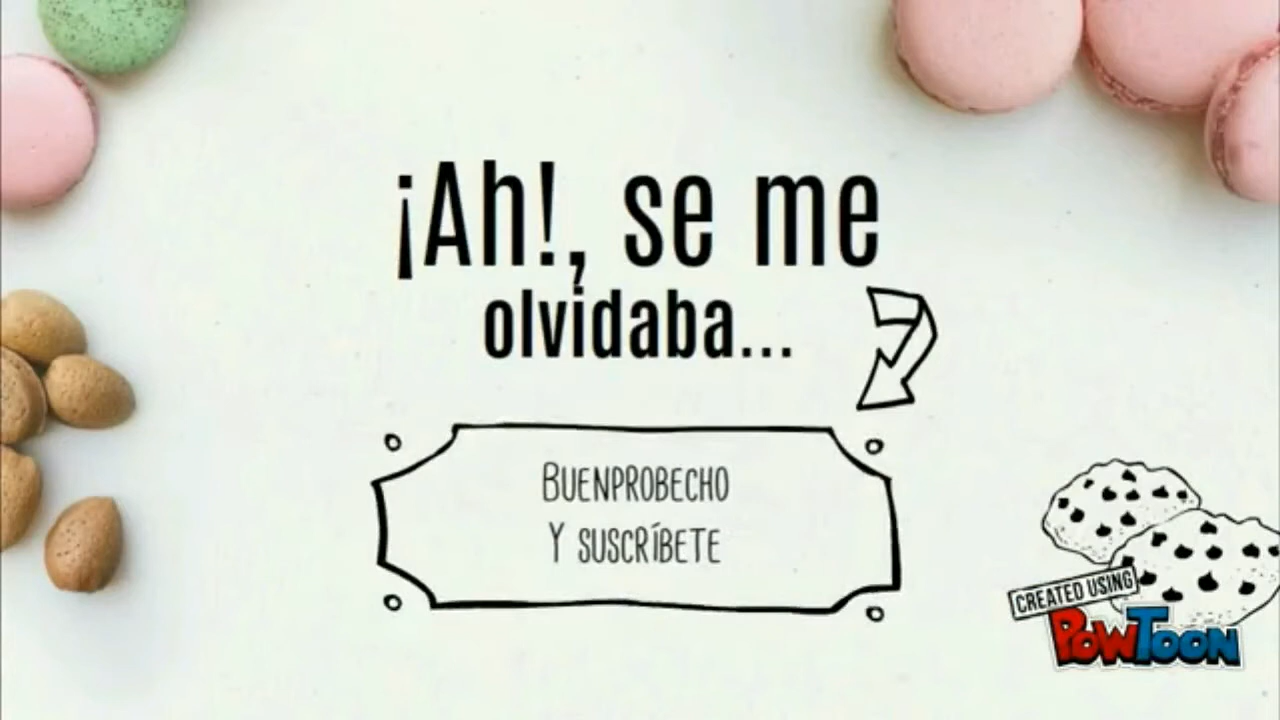 ¡Ah!, se me
olvidaba...
BUENPROBECHO
Y SUSCRÍBETE
CREATED USING
POWTOON